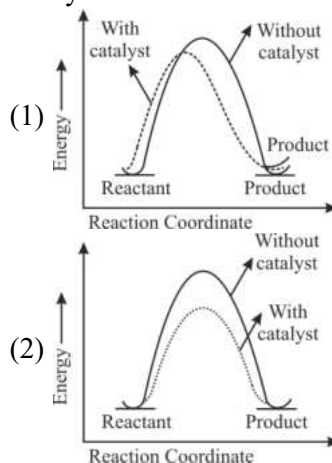 (1)
With
catalyst
Without
catalyst
Energy
Product
Reactant
Product
Reaction Coordinate
(2)
Without
catalyst
With
catalyst
Energy
Reactant
Product
Reaction Coordinate